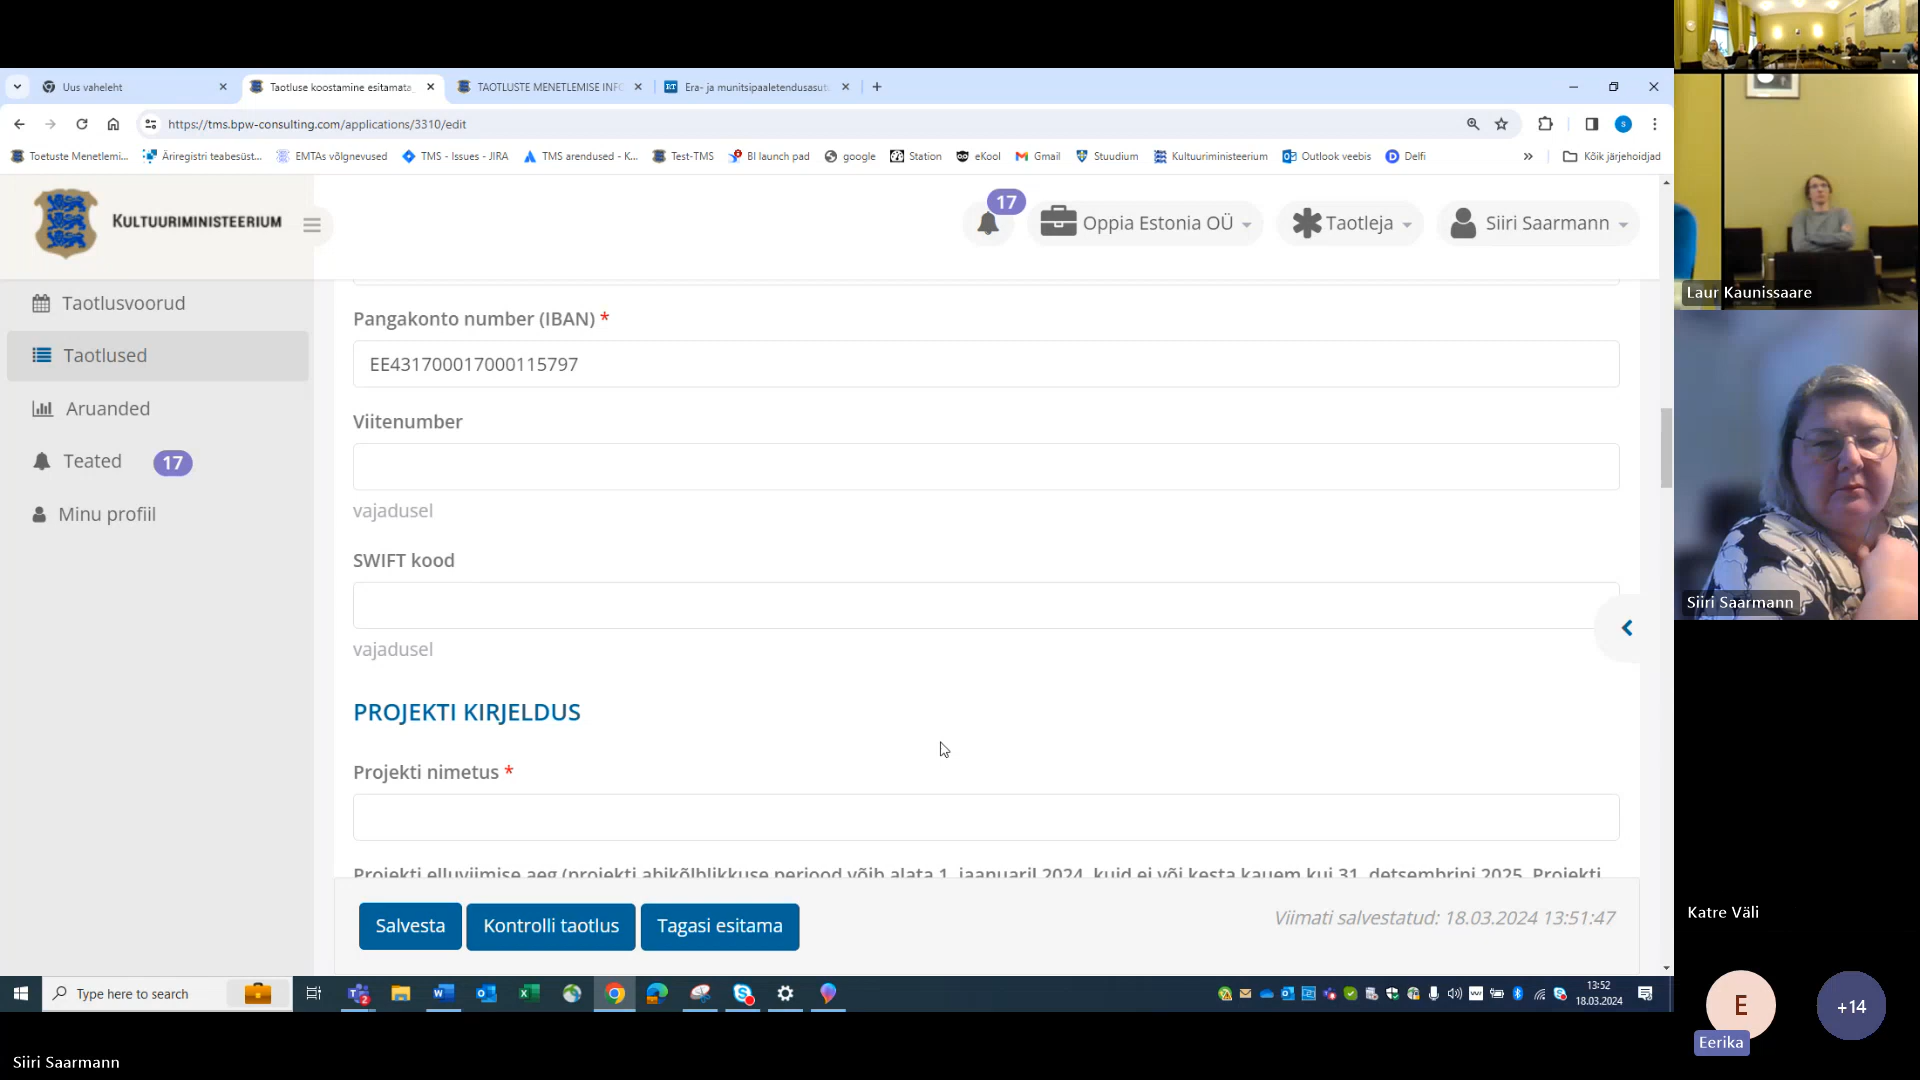 Uus vaheleht
Taotluse koostamine esitamata
TAOTLUSTE MENETLEMISE INFO
Era- ja munitsipaaletendusasut
https://tms.bpw-consulting.com/applications/3310/edit
S
Toetuste Menetlemi...
Äriregistri teabesüst...
EMTAs võlgnevused
TMS - Issues - JIRA
TMS arendused - K...
Test-TMS
BI launch pad
google
Station
eKool
Gmail
Stuudium
Kultuuriministeerium
Outlook veebis
Delfi
»
Kõik järjehoidjad
KULTUURIMINISTEERIUM
17
Oppia Estonia OÜ
Taotleja
Siiri Saarmann
Taotlusvoorud
Taotlused
Aruanded
Teated 17
Minu profiil
Pangakonto number (IBAN) *
EE431700017000115797
Viitenumber
vajadusel
SWIFT kood
vajadusel
PROJEKTI KIRJELDUS
Projekti nimetus *
Projekti elluviimise aeg (projekti abikõlblikkuse periood võib alata 1. jaanuaril 2024, kuid ei või kesta kauem kui 31. detsembrini 2025. Projekti
Salvesta
Kontrolli taotlus
Tagasi esitama
Viimati salvestatud: 18.03.2024 13:51:47
Type here to search
13:52
18.03.2024
Laur Kaunissaare
Siiri Saarmann
Katre Väli
E
Eerika
+14
Siiri Saarmann